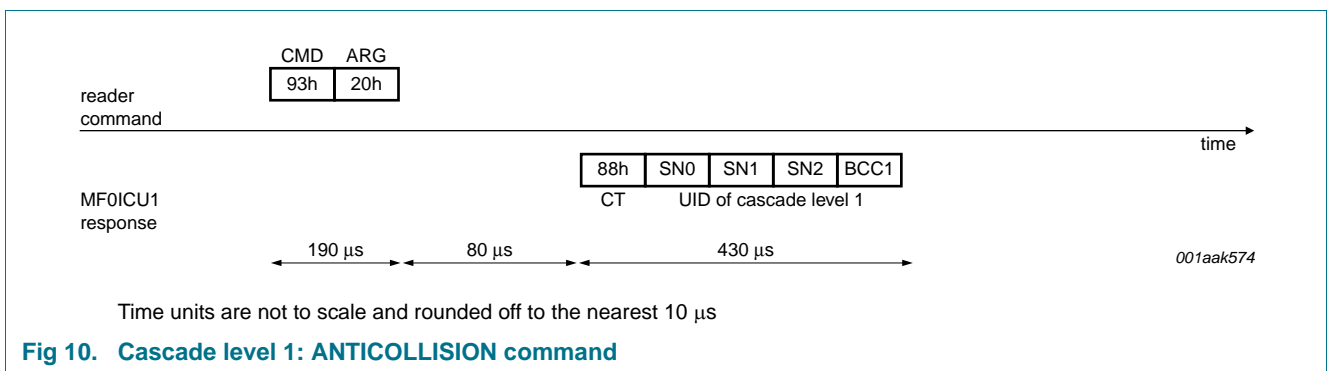 CMD ARG
93h 20h
reader
command
time
88h SN0 SN1 SN2 BCC1
MF0ICU1
response
CT UID of cascade level 1
190 μs 80 μs 430 μs
001aak574
Time units are not to scale and rounded off to the nearest 10 μs
Fig 10. Cascade level 1: ANTICOLLISION command